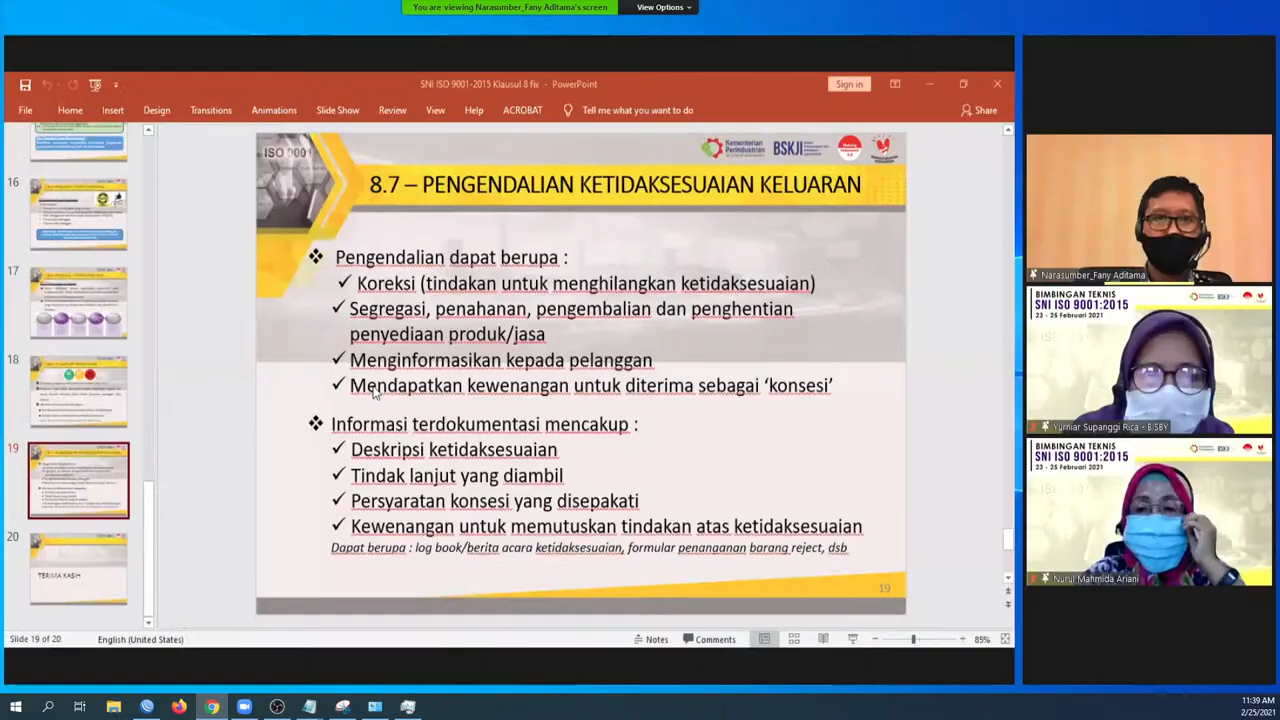 You are viewing Narasumber_Fany Aditama's screen
View Options
SNI ISO 9001-2015 Klausul 8 fix - PowerPoint
Sign in
File Home Insert Design Transitions Animations Slide Show Review View Help ACROBAT Tell me what you want to do
Share
16
17
18
19
20
TERIMA KASIH
ISO 9001
Kementerian
Perindustrian
BSKJI
8.7 – PENGENDALIAN KETIDAKSESUAIAN KELUARAN
Pengendalian dapat berupa :
Koreksi (tindakan untuk menghilangkan ketidaksesuaian)
Segregasi, penahanan, pengembalian dan penghentian
penyediaan produk/jasa
Menginformasikan kepada pelanggan
Mendapatkan kewenangan untuk diterima sebagai ‘konsesi’
Informasi terdokumentasi mencakup :
Deskripsi ketidaksesuaian
Tindak lanjut yang diambil
Persyaratan konsesi yang disepakati
Kewenangan untuk memutuskan tindakan atas ketidaksesuaian
Dapat berupa : log book/berita acara ketidaksesuaian, formular penanganan barang reject, dsb
19
Slide 19 of 20
English (United States)
Notes
Comments
85%
Narasumber_Fany Aditama
BIMBINGAN TEKNIS
SNI ISO 9001:2015
23 - 25 Februari 2021
BSKJI
Yurniar Supanggi Rica - BISBY
BIMBINGAN TEKNIS
SNI ISO 9001:2015
23 - 25 Februari 2021
BSKJI
Nurul Mahmida Ariani
11:39 AM
2/25/2021